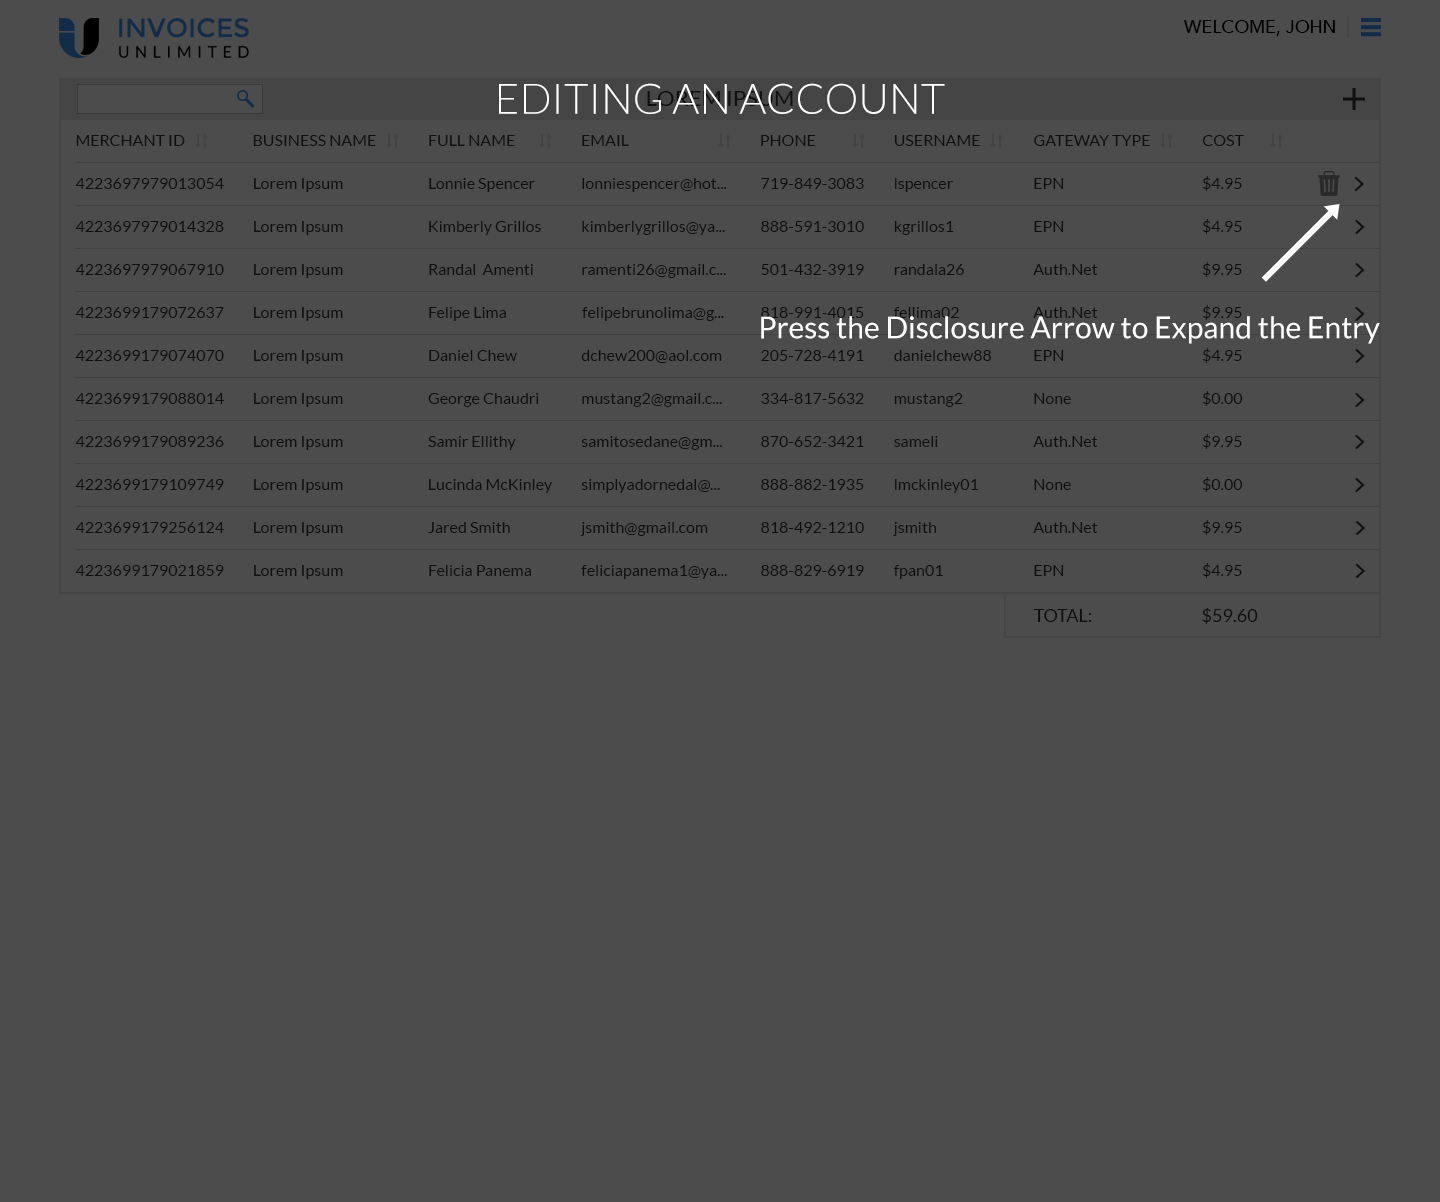 INVOICES
UNLIMITED
WELCOME, JOHN
LOREM IPSUM
EDITING AN ACCOUNT
MERCHANT ID BUSINESS NAME FULL NAME EMAIL PHONE USERNAME GATEWAY TYPE COST
4223697979013054 Lorem Ipsum Lonnie Spencer lonniespencer@hot... 719-849-3083 lspencer EPN $4.95
4223697979014328 Lorem Ipsum Kimberly Grillos kimberlygrillos@ya... 888-591-3010 kgrillos1 EPN $4.95
4223697979067910 Lorem Ipsum Randal Amenti ramenti26@gmail.c... 501-432-3919 randala26 Auth.Net $9.95
4223697979072637 Lorem Ipsum Felipe Lima felipebrunolima@g... 818-991-4015 fellima02 Auth.Net $9.95
Press the Disclosure Arrow to Expand the Entry
4223699179074070 Lorem Ipsum Daniel Chew dchew200@aol.com 205-728-4191 danielchew88 EPN $4.95
4223699179088014 Lorem Ipsum George Chaudri mustang2@gmail.c... 334-817-5632 mustang2 None $0.00
4223699179089236 Lorem Ipsum Samir Ellithy samitosedane@gm... 870-652-3421 sameli Auth.Net $9.95
4223699179109749 Lorem Ipsum Lucinda McKinley simplyadornedal@... 888-882-1935 lmckinley01 None $0.00
4223699179256124 Lorem Ipsum Jared Smith jsmith@gmail.com 818-492-1210 jsmith Auth.Net $9.95
4223699179021859 Lorem Ipsum Felicia Panema feliciapanema1@ya... 888-829-6919 fpan01 EPN $4.95
TOTAL: $59.60